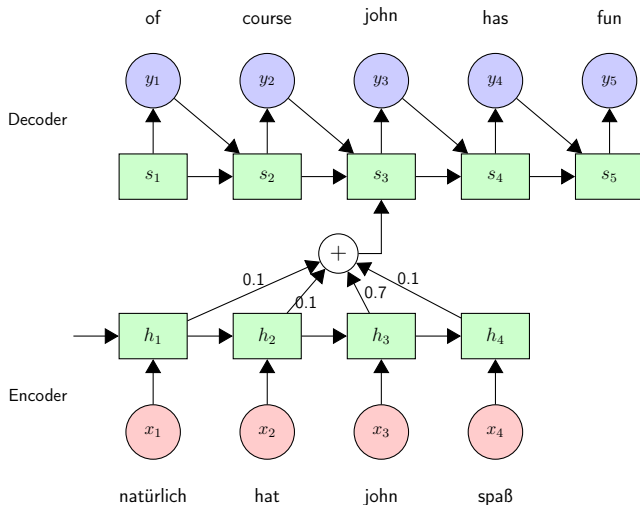 of course john has fun
y₁ y₂ y₃ y₄ y₅
Decoder
s₁ s₂ s₃ s₄ s₅
+
0.1 0.1 0.7 0.1
h₁ h₂ h₃ h₄
Encoder
x₁ x₂ x₃ x₄
natürlich hat john spaß